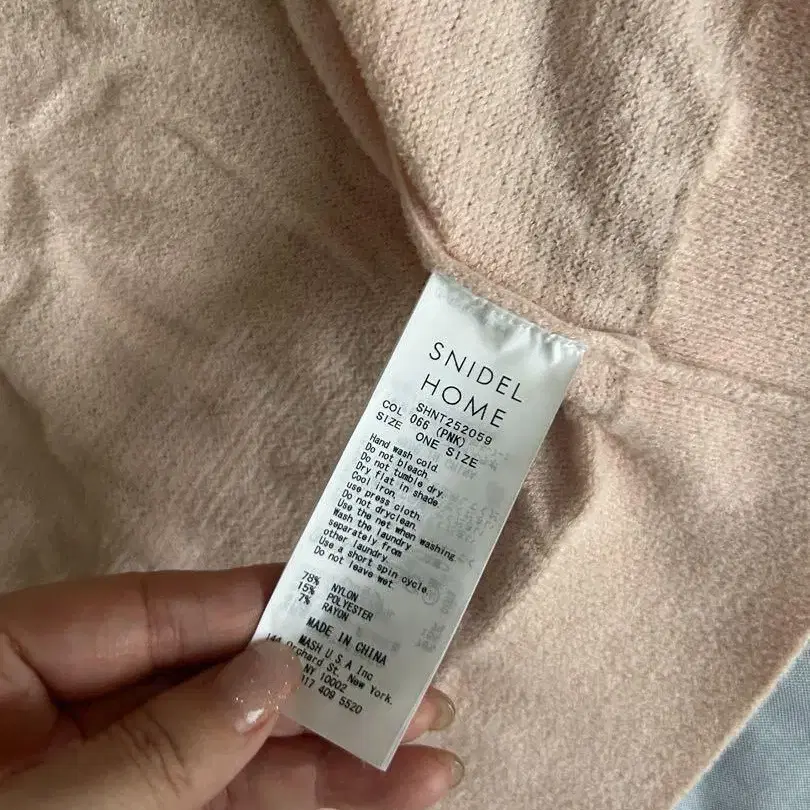 SNIDEL
HOME
SHNT252059
COL 066 (PNK)
SIZE ONE SIZE
Hand wash cold.
Do not bleach.
Do not tumble dry.
Dry flat in shade.
Cool iron,
use press cloth.
Do not dryclean.
Use the net when washing.
Wash the laundry
separately from
other laundry.
Use a short spin cycle.
Do not leave wet.
78% NYLON
15% POLYESTER
7% RAYON
MADE IN CHINA
MASH U.S.A Inc
144 Orchard St. New York.
NY 10002
917 409 5520